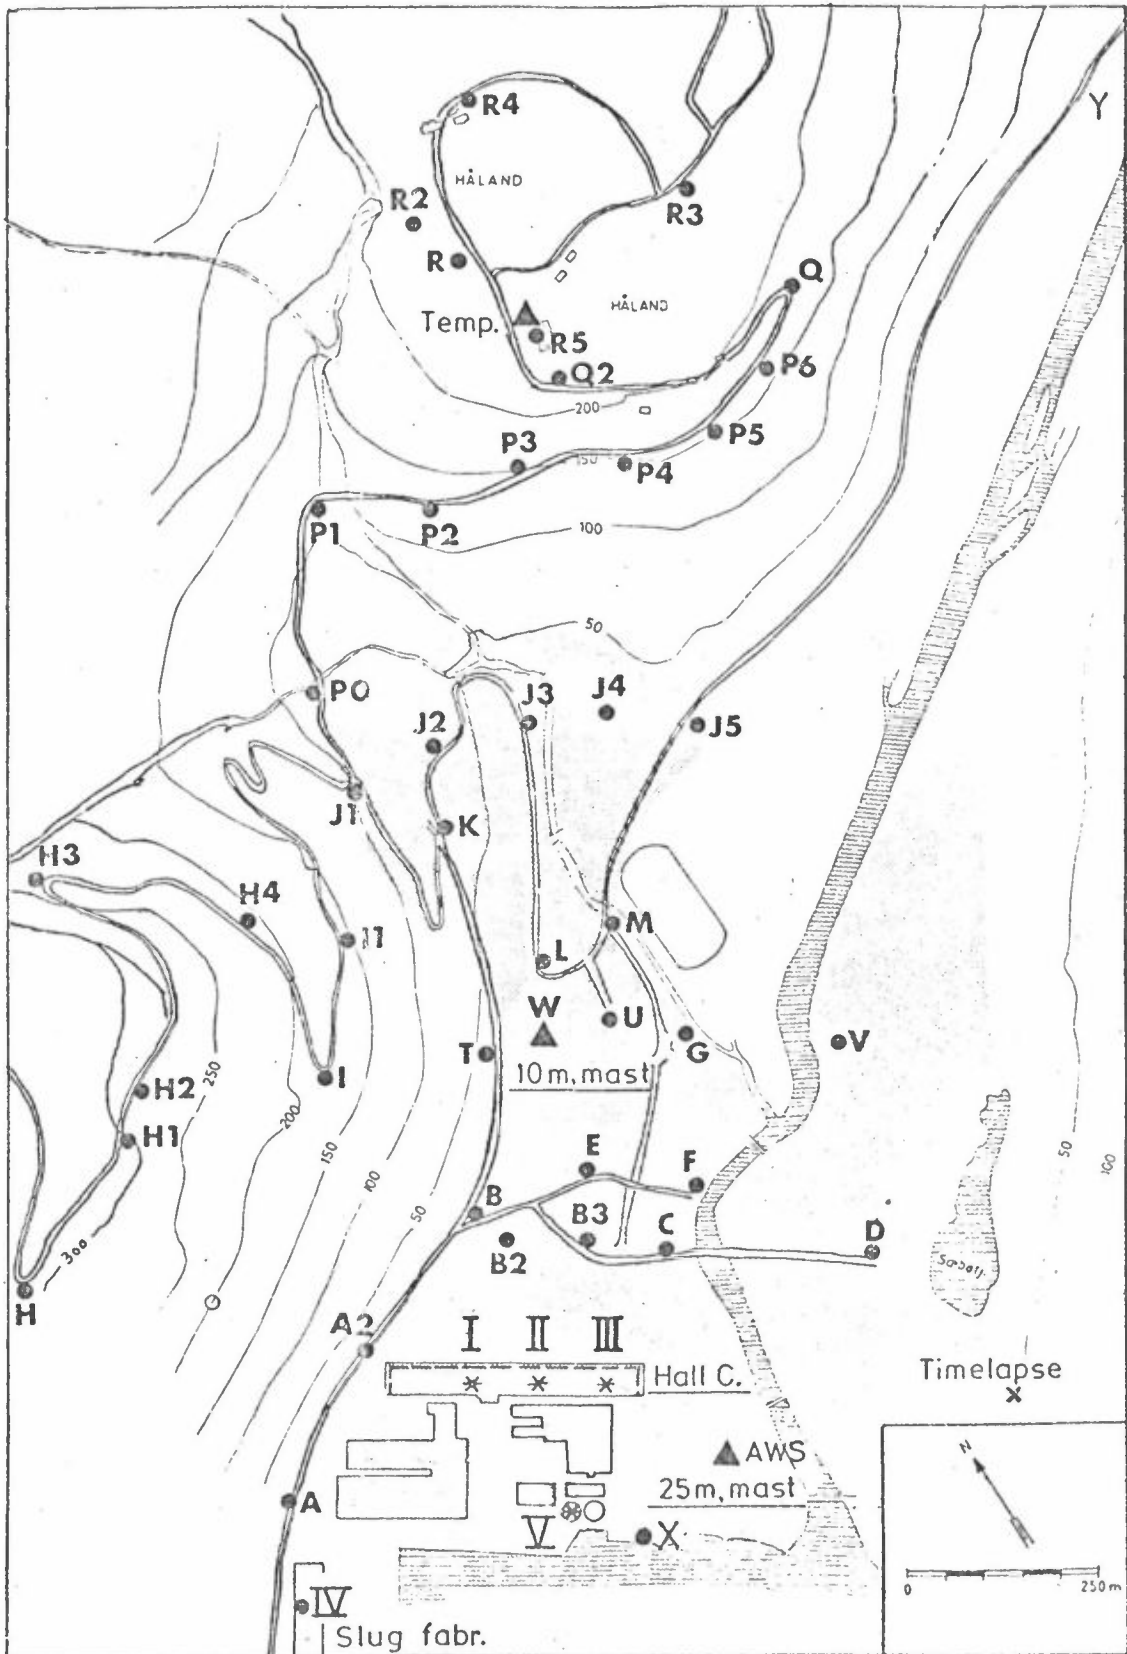 Y
R4
HÅLAND
R2
R3
R
Q
HÅLAND
Temp.
R5
P6
Q2
200
P5
P3
150
P4
P1
P2
100
50
PO
J3
J4
J2
J5
J1
K
H3
H4
I1
M
L
W
U
T
G
V
10m, mast
I
H2
250
200
H1
150
100
50
50
100
E
F
B
B3
C
D
B2
300
H
A2
I
II
III
Hall C.
Timelapse
x
N
AWS
25m, mast
A
V
X
0
250 m
IV
Slug fabr.